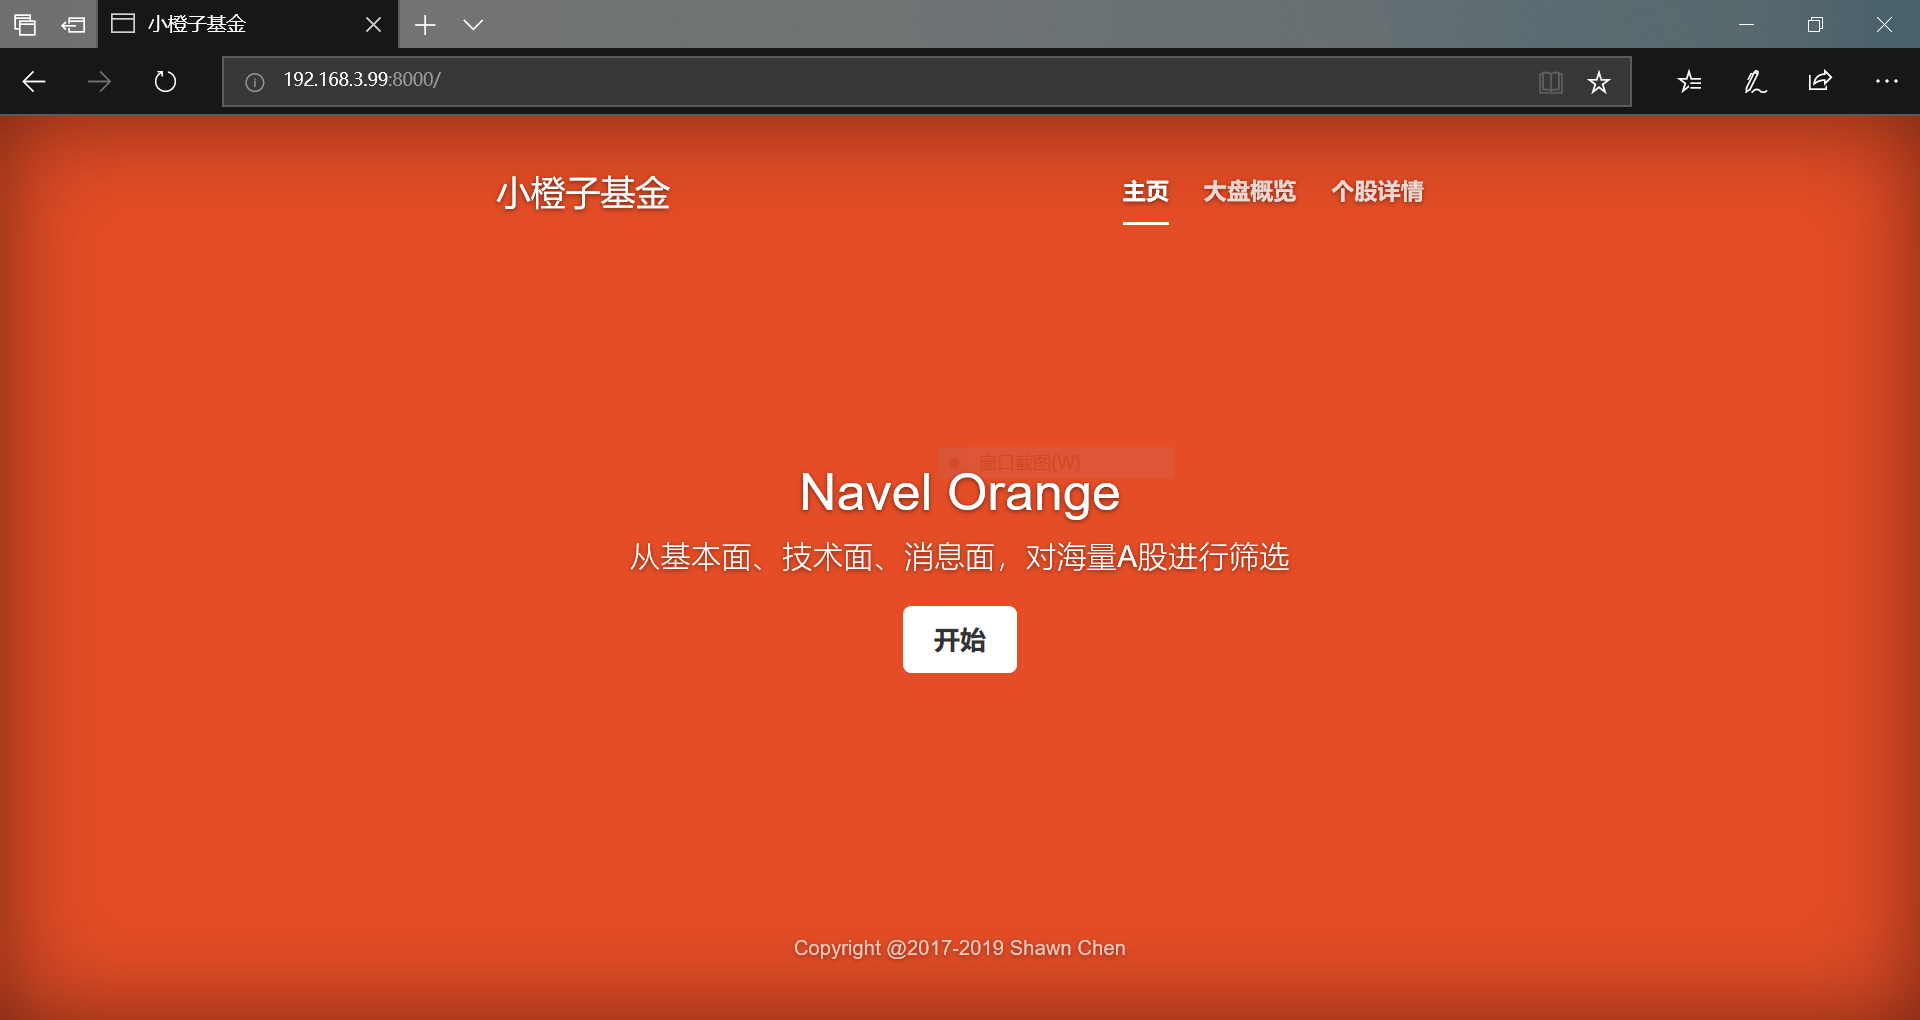 小橙子基金
192.168.3.99:8000/
小橙子基金
主页 大盘概览 个股详情
窗口截图(W)
Navel Orange
从基本面、技术面、消息面，对海量A股进行筛选
开始
Copyright @2017-2019 Shawn Chen